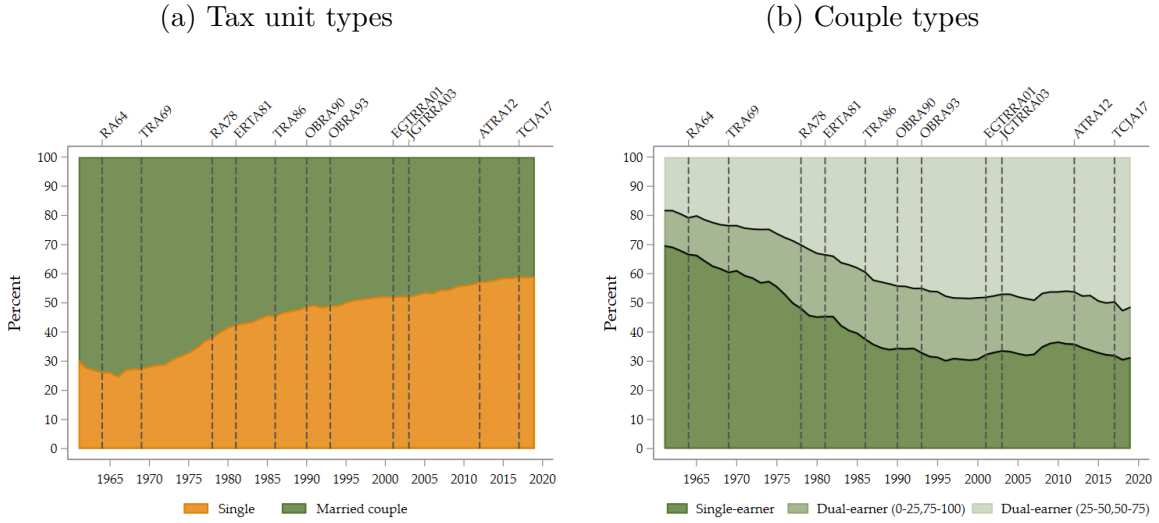 (a) Tax unit types
RA64
TRA69
RA78
ERTA81
TRA86
OBRA90
OBRA93
EGTRRA01
JGTRRA03
ATRA12
TCJA17
Percent
100
90
80
70
60
50
40
30
20
10
0
1965 1970 1975 1980 1985 1990 1995 2000 2005 2010 2015 2020
Single Married couple
(b) Couple types
RA64
TRA69
RA78
ERTA81
TRA86
OBRA90
OBRA93
EGTRRA01
JGTRRA03
ATRA12
TCJA17
Percent
100
90
80
70
60
50
40
30
20
10
0
1965 1970 1975 1980 1985 1990 1995 2000 2005 2010 2015 2020
Single-earner Dual-earner (0-25,75-100) Dual-earner (25-50,50-75)